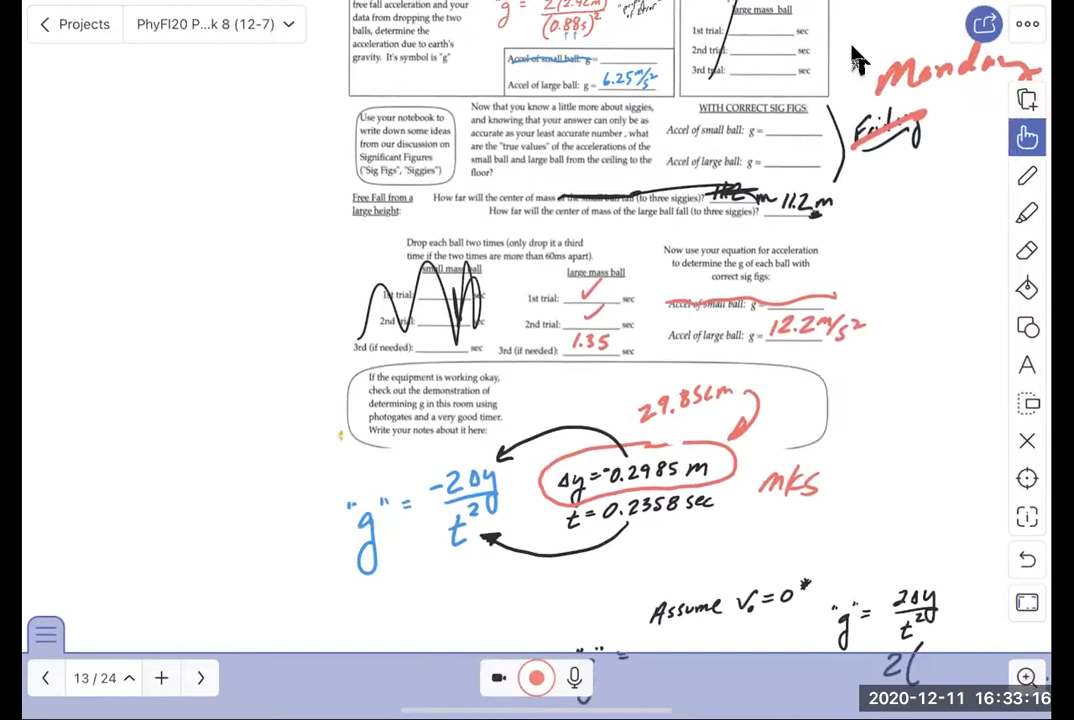 Projects
PhyFI20 P...k 8 (12-7)
free fall acceleration and your
data from dropping the two
balls, determine the
acceleration due to earth's
gravity. It's symbol is "g"
"g" = 2(2.42m)
(0.88s)²
Accel of small ball: g =
Accel of large ball: g = 6.25 m/s²
large mass ball
1st trial: sec
2nd trial: sec
3rd trial: sec
Monday
Friday
Use your notebook to
write down some ideas
from our discussion on
Significant Figures
("Sig Figs", "Siggies")
Now that you know a little more about siggies,
and knowing that your answer can only be as
accurate as your least accurate number, what
are the "true values" of the accelerations of the
small ball and large ball from the ceiling to the
floor?
WITH CORRECT SIG FIGS:
Accel of small ball: g =
Accel of large ball: g =
Free Fall from a
large height:
How far will the center of mass (to three siggies)? m 11.2 m
How far will the center of mass of the large ball fall (to three siggies)?
Drop each ball two times (only drop it a third
time if the two times are more than 60ms apart).
small mass ball
1st trial: sec
2nd trial: sec
3rd (if needed): sec
large mass ball
1st trial: ✓ sec
2nd trial: ✓ sec
3rd (if needed): 1.35 sec
Now use your equation for acceleration
to determine the g of each ball with
correct sig figs:
Accel of small ball: g =
Accel of large ball: g = 12.2 m/s²
If the equipment is working okay,
check out the demonstration of
determining g in this room using
photogates and a very good timer.
Write your notes about it here:
29.85cm
"g" = -2Δy
t²
Δy = -0.2985 m
t = 0.2358 sec
mks
Assume v₀ = 0*
"g" = 2Δy
t²
2(
13 / 24
2020-12-11 16:33:16